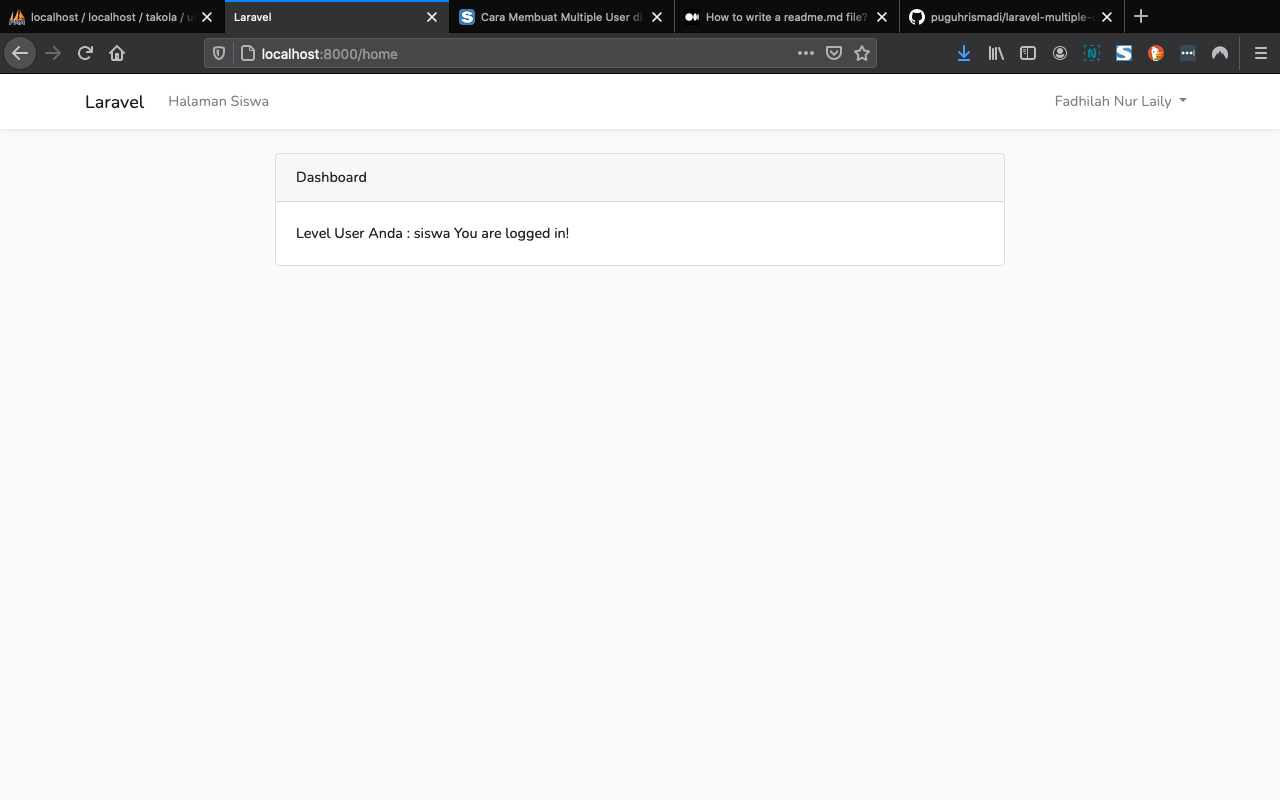 localhost / localhost / takola / us
Laravel
Cara Membuat Multiple User di
How to write a readme.md file?
puguhrismadi/laravel-multiple-u
localhost:8000/home
Laravel
Halaman Siswa
Fadhilah Nur Laily
Dashboard
Level User Anda : siswa You are logged in!